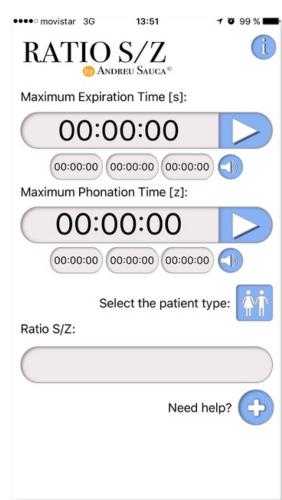 movistar 3G 13:51 99 %
RATIO S/Z
By ANDREU SAUCA©
Maximum Expiration Time [s]:
00:00:00
00:00:00 00:00:00 00:00:00
Maximum Phonation Time [z]:
00:00:00
00:00:00 00:00:00 00:00:00
Select the patient type:
Ratio S/Z:
Need help?